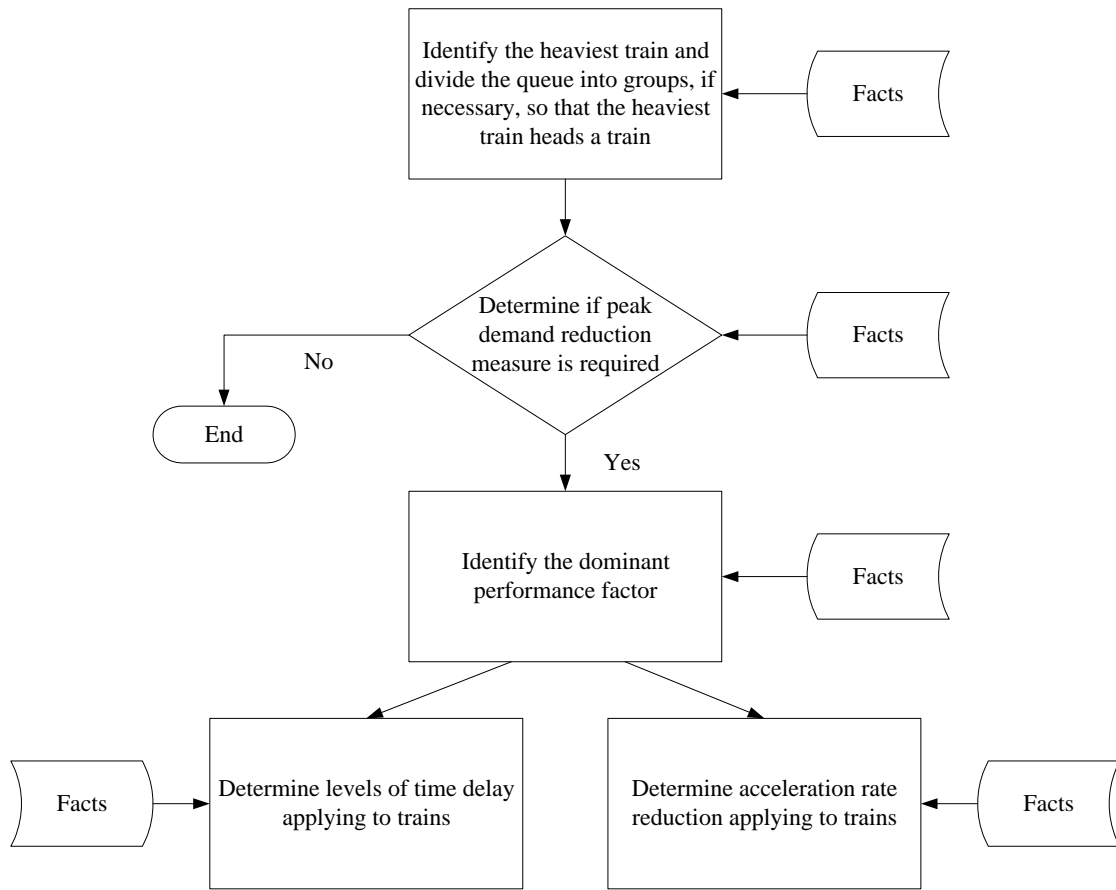 Identify the heaviest train and
divide the queue into groups, if
necessary, so that the heaviest
train heads a train
Facts
Determine if peak
demand reduction
measure is required
Facts
No
End
Yes
Identify the dominant
performance factor
Facts
Facts
Determine levels of time delay
applying to trains
Determine acceleration rate
reduction applying to trains
Facts